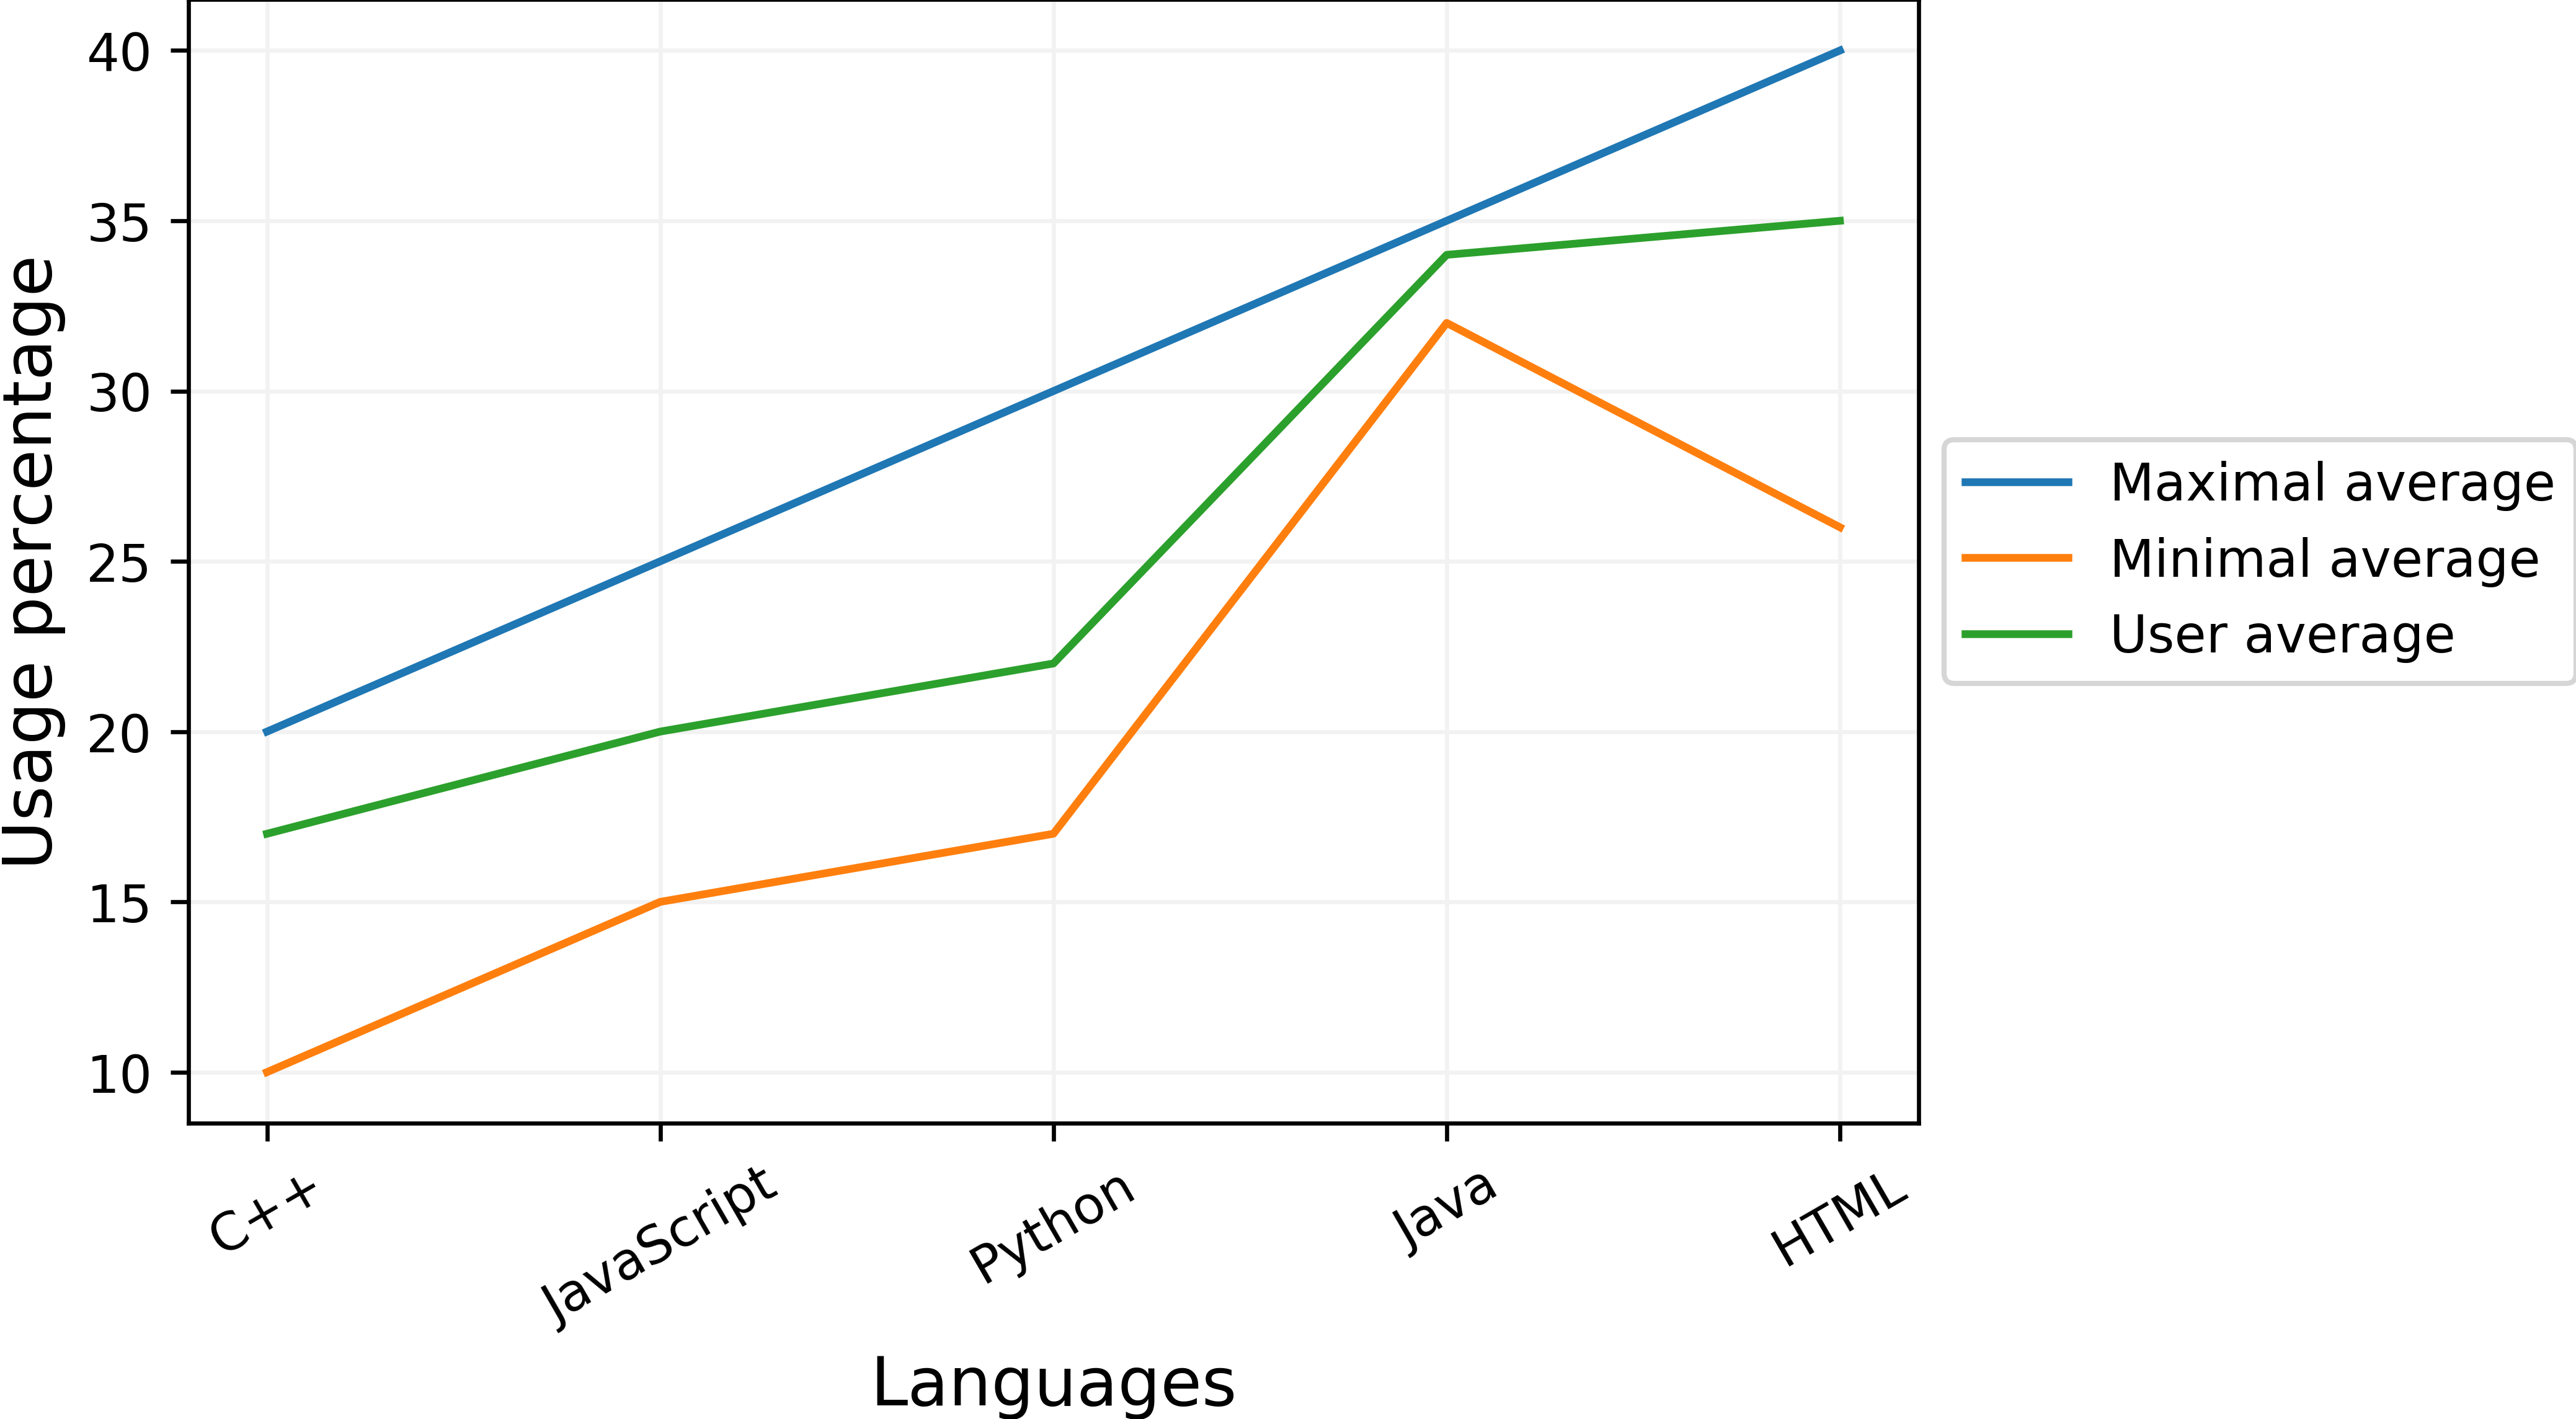 Usage percentage
40
35
30
25
20
15
10
C++
JavaScript
Python
Java
HTML
Languages
Maximal average
Minimal average
User average